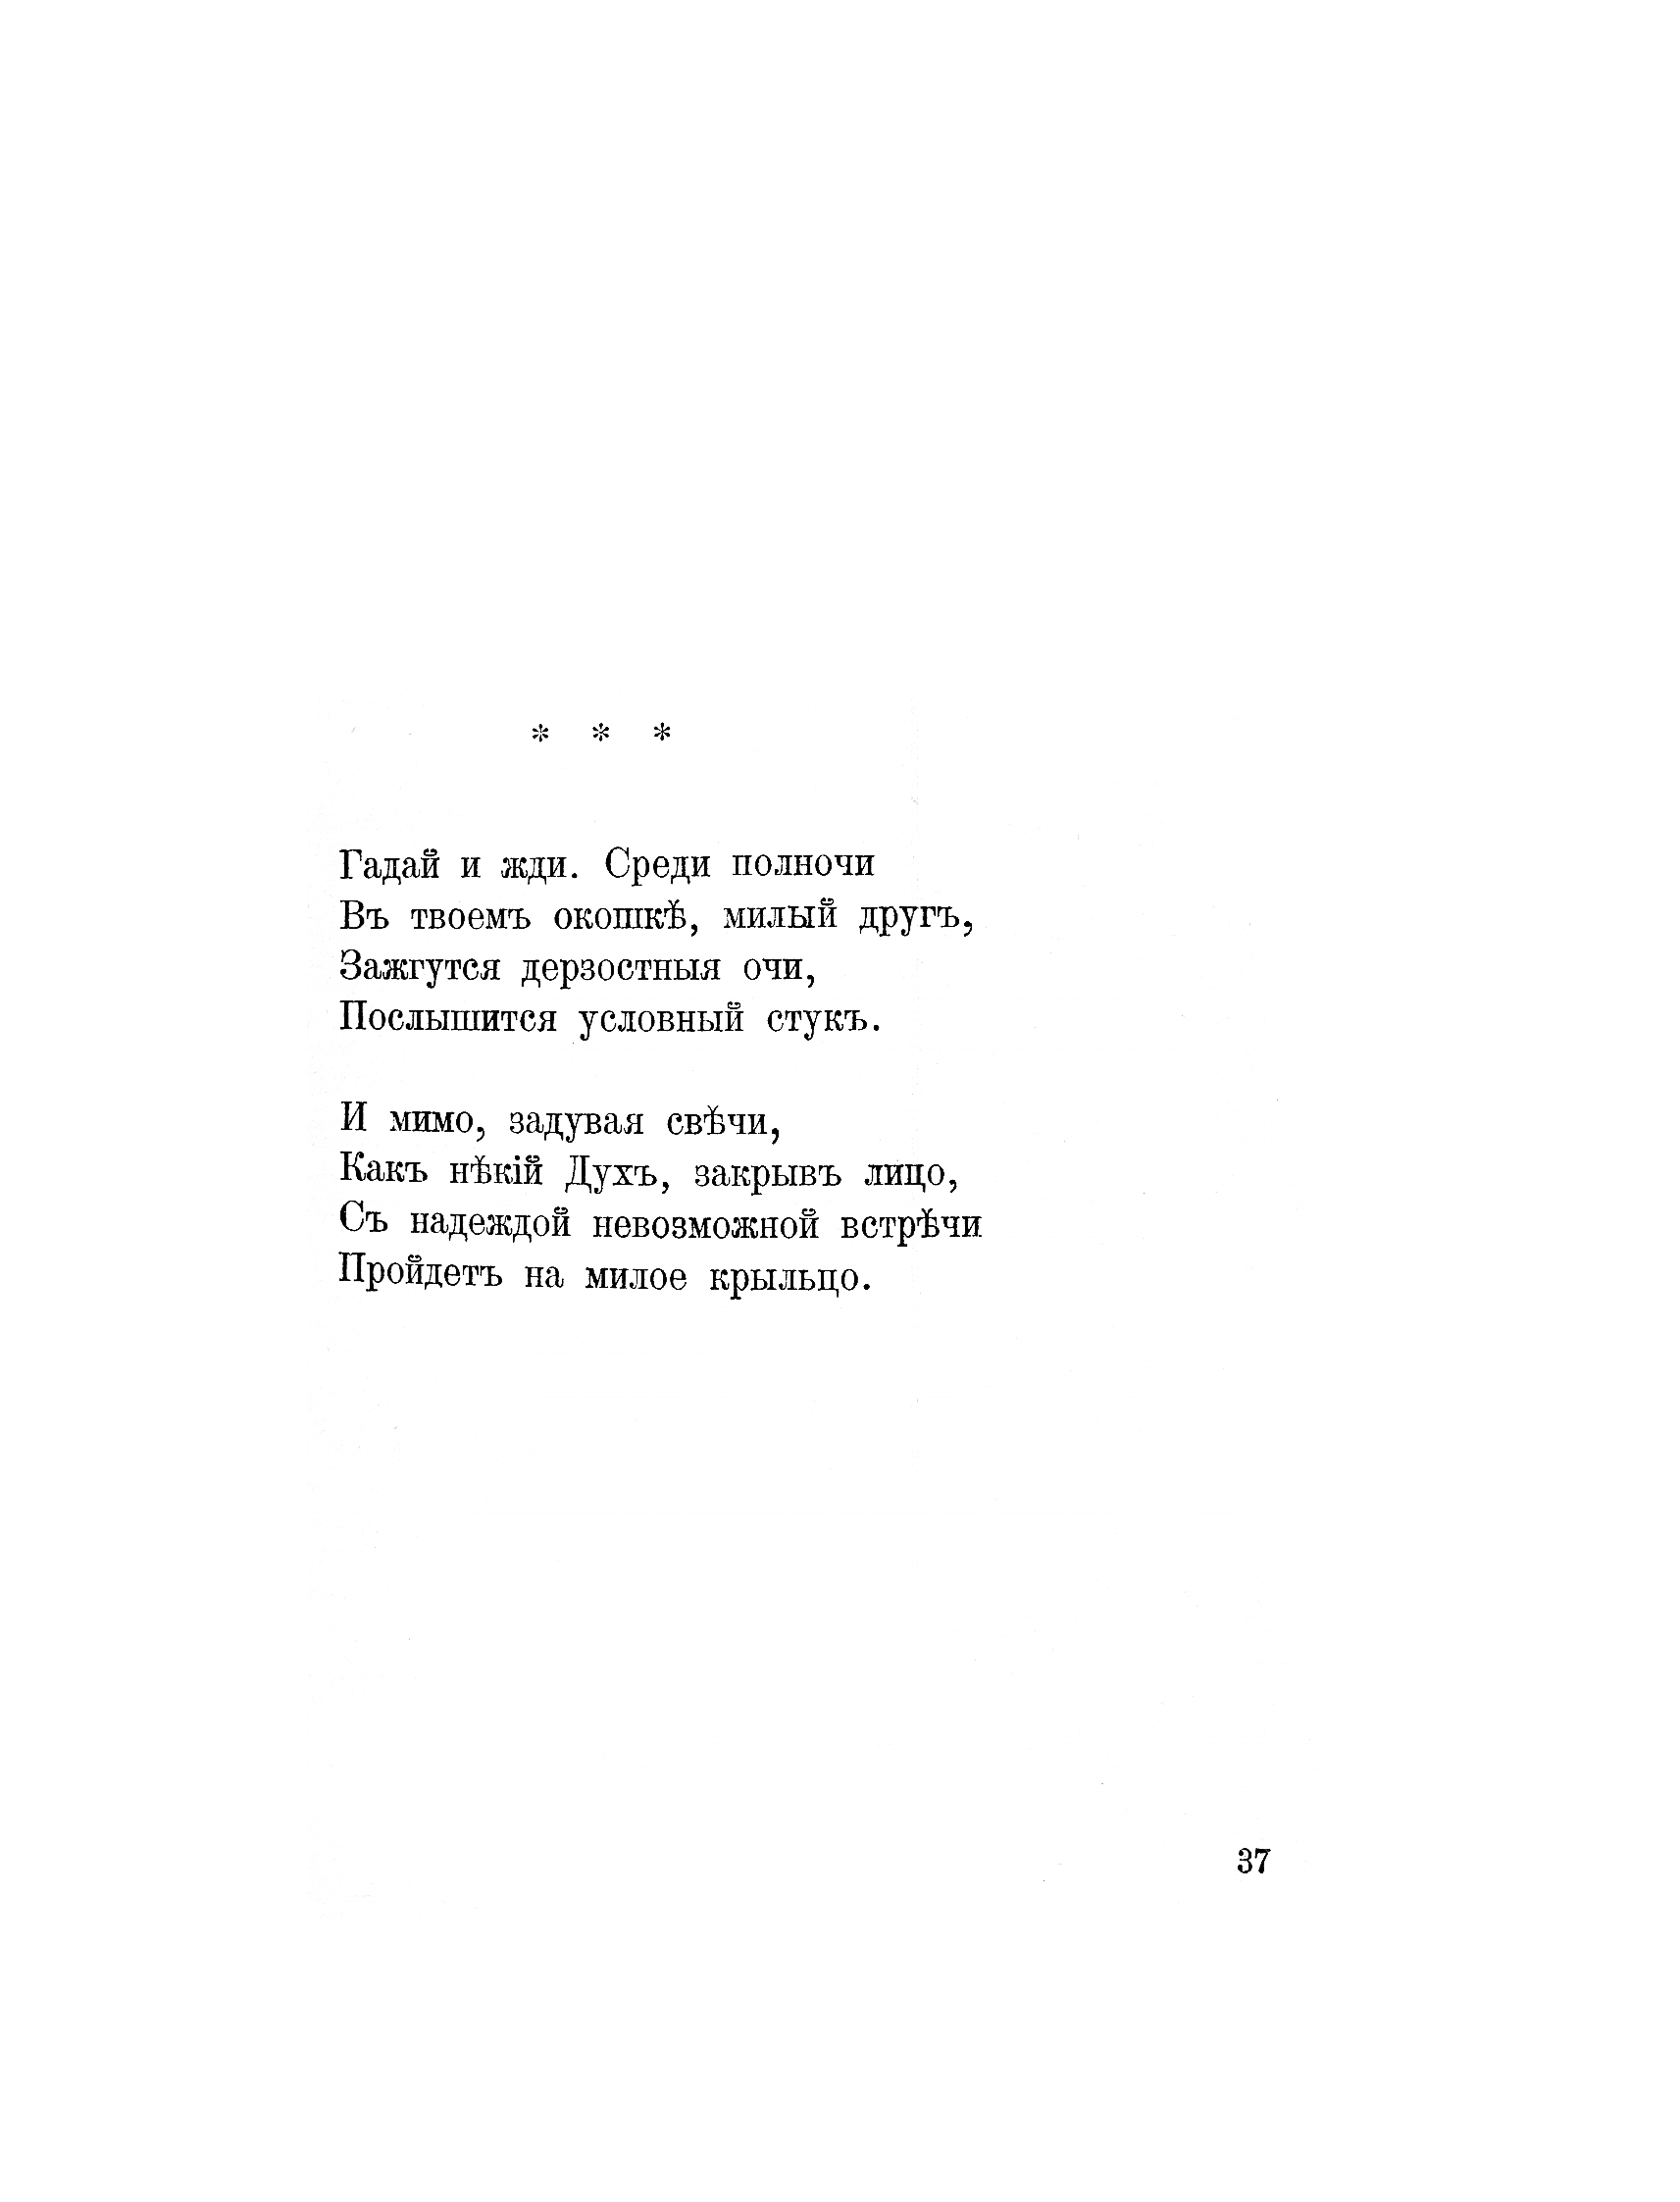 * * *
Гадай и жди. Среди полночи
Въ твоемъ окошкѣ, милый другъ,
Зажгутся дерзостныя очи,
Послышится условный стукъ.
И мимо, задувая свѣчи,
Какъ нѣкій Духъ, закрывъ лицо,
Съ надеждой невозможной встрѣчи
Пройдетъ на милое крыльцо.
37